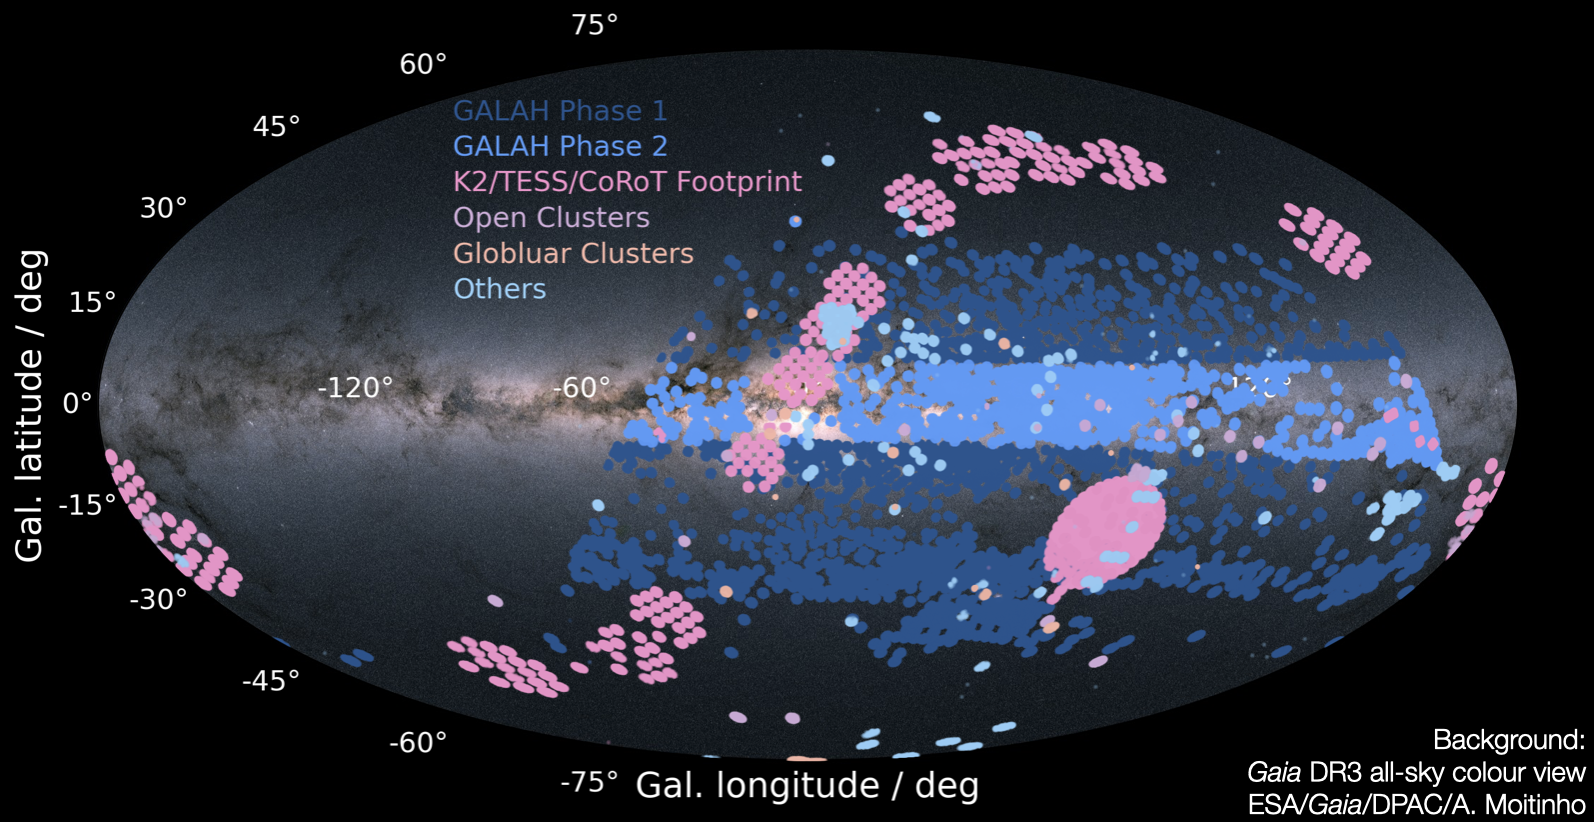 75°
60°
45°
30°
15°
0°
-15°
-30°
-45°
-60°
-75°
GALAH Phase 1
GALAH Phase 2
K2/TESS/CoRoT Footprint
Open Clusters
Globluar Clusters
Others
-120°
-60°
Gal. latitude / deg
Gal. longitude / deg
Background:
Gaia DR3 all-sky colour view
ESA/Gaia/DPAC/A. Moitinho